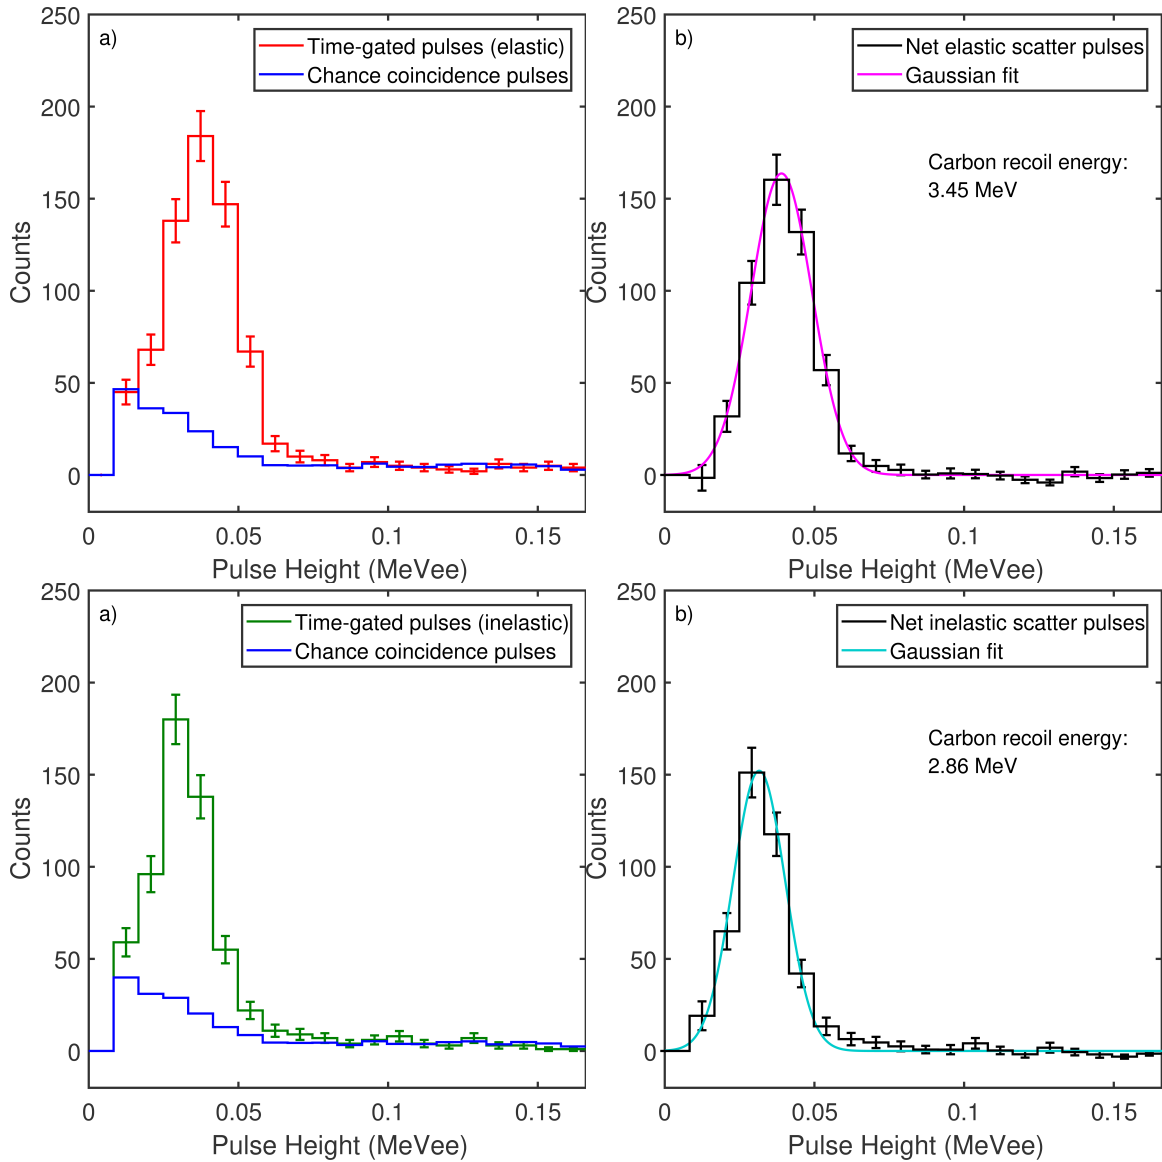 250
200
150
100
50
0
Counts
a)
Time-gated pulses (elastic)
Chance coincidence pulses
0
0.05
0.1
0.15
Pulse Height (MeVee)
250
200
150
100
50
0
Counts
b)
Net elastic scatter pulses
Gaussian fit
Carbon recoil energy:
3.45 MeV
0
0.05
0.1
0.15
Pulse Height (MeVee)
250
200
150
100
50
0
Counts
a)
Time-gated pulses (inelastic)
Chance coincidence pulses
0
0.05
0.1
0.15
Pulse Height (MeVee)
250
200
150
100
50
0
Counts
b)
Net inelastic scatter pulses
Gaussian fit
Carbon recoil energy:
2.86 MeV
0
0.05
0.1
0.15
Pulse Height (MeVee)